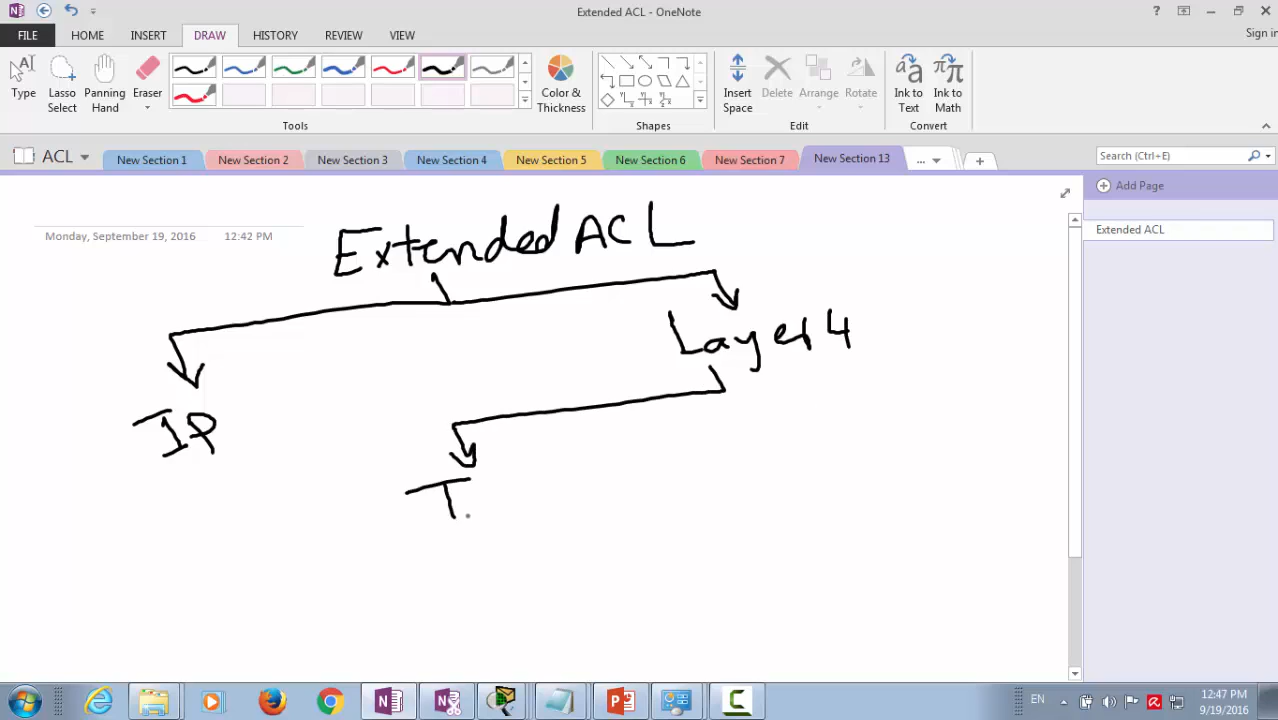 Extended ACL - OneNote
?
Sign in
FILE HOME INSERT DRAW HISTORY REVIEW VIEW
Type
Lasso Select
Panning Hand
Eraser
Color & Thickness
Insert Space
Delete
Arrange
Rotate
Ink to Text
Ink to Math
Tools
Shapes
Edit
Convert
ACL
New Section 1
New Section 2
New Section 3
New Section 4
New Section 5
New Section 6
New Section 7
New Section 13
...
Search (Ctrl+E)
Add Page
Extended ACL
Monday, September 19, 2016 12:42 PM
Extended ACL
Layer 4
IP
T
EN
12:47 PM
9/19/2016